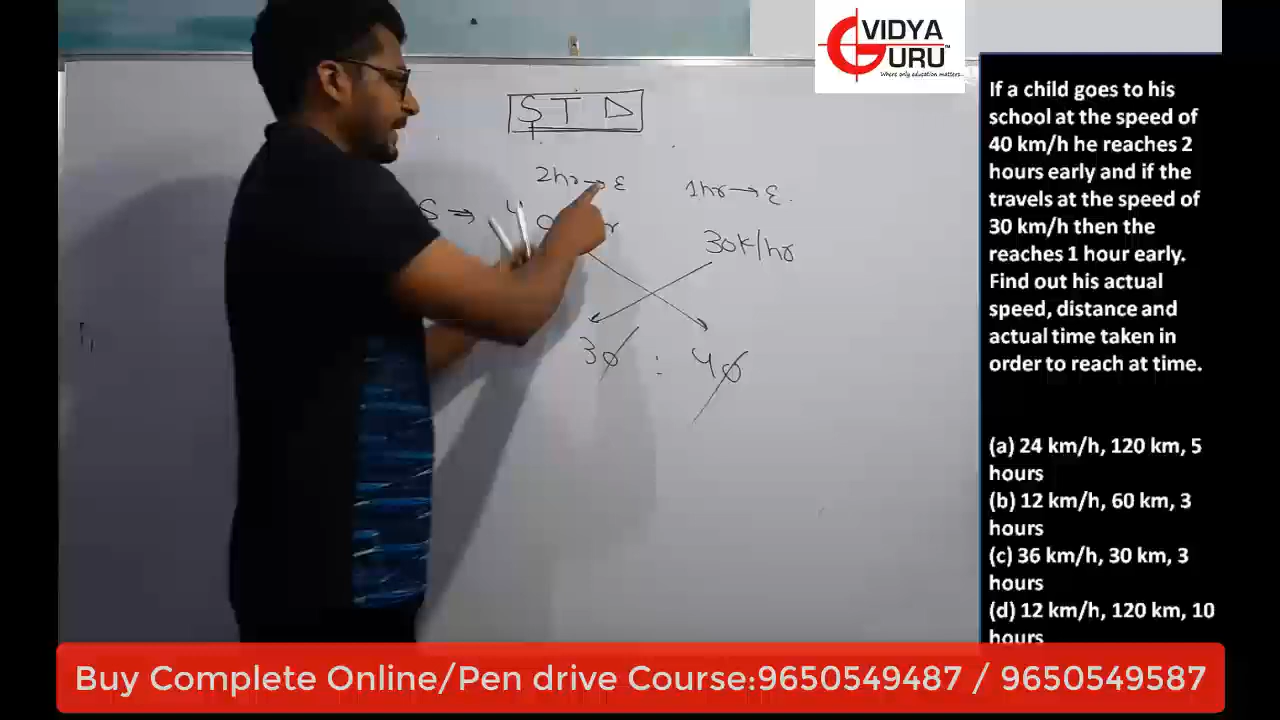 VIDYA
GURU
Where only education matters...
S T D
2hr → ε
1hr → ε
S ⇒ 40
30K/hr
30 : 40
If a child goes to his
school at the speed of
40 km/h he reaches 2
hours early and if the
travels at the speed of
30 km/h then the
reaches 1 hour early.
Find out his actual
speed, distance and
actual time taken in
order to reach at time.
(a) 24 km/h, 120 km, 5
hours
(b) 12 km/h, 60 km, 3
hours
(c) 36 km/h, 30 km, 3
hours
(d) 12 km/h, 120 km, 10
hours
Buy Complete Online/Pen drive Course:9650549487 / 9650549587